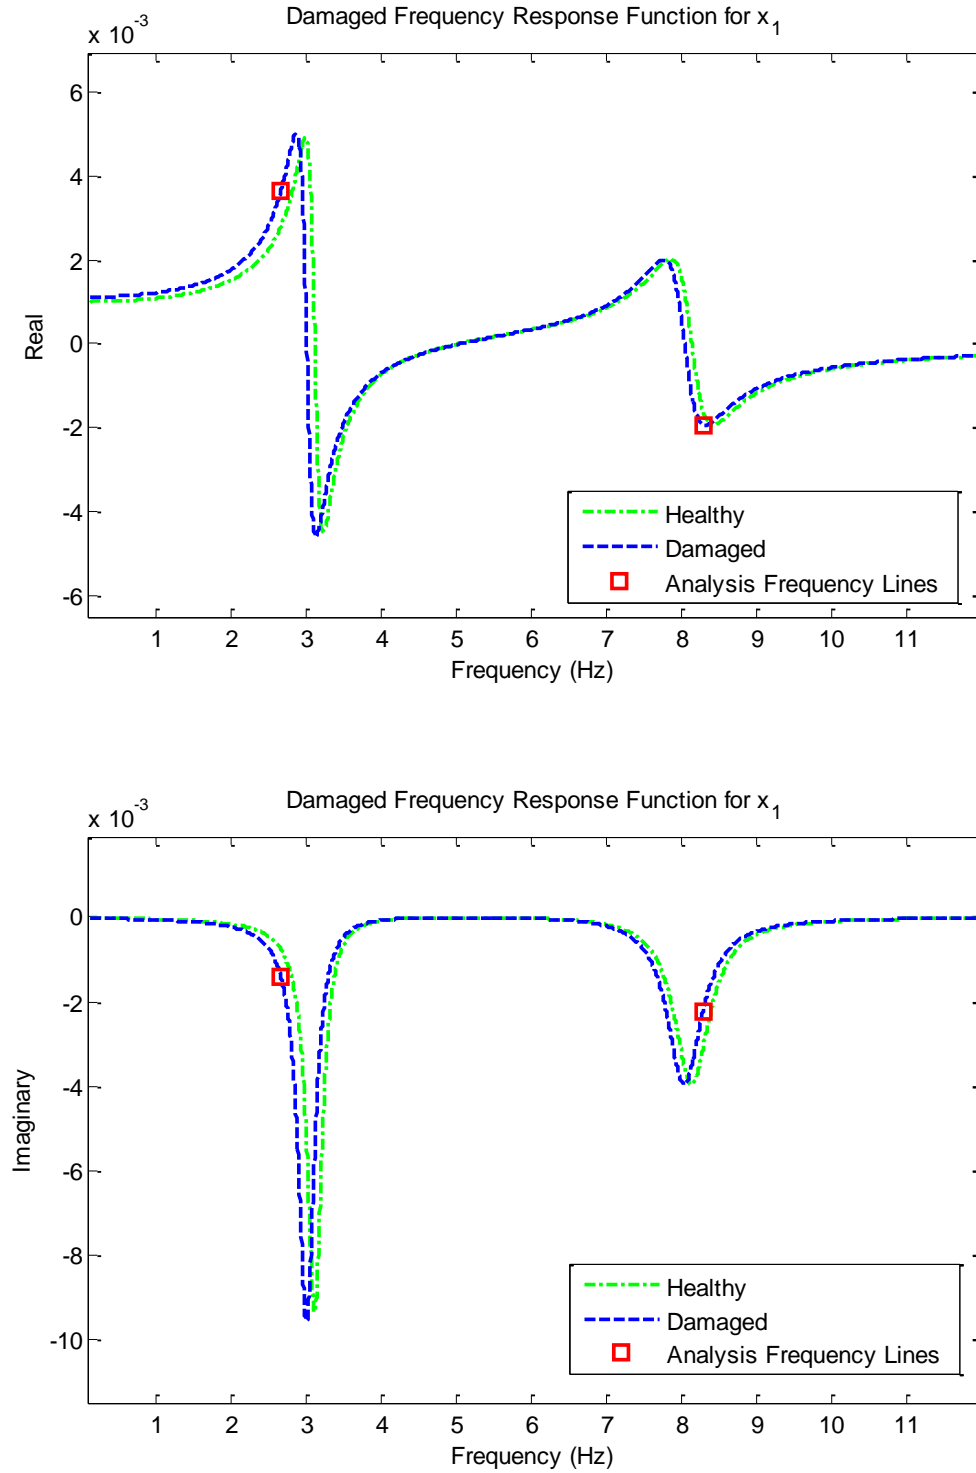 Damaged Frequency Response Function for x1
x 10-3
6
4
2
0
-2
-4
-6
Real
Healthy
Damaged
Analysis Frequency Lines
1 2 3 4 5 6 7 8 9 10 11
Frequency (Hz)
Damaged Frequency Response Function for x1
x 10-3
0
-2
-4
-6
-8
-10
Imaginary
Healthy
Damaged
Analysis Frequency Lines
1 2 3 4 5 6 7 8 9 10 11
Frequency (Hz)